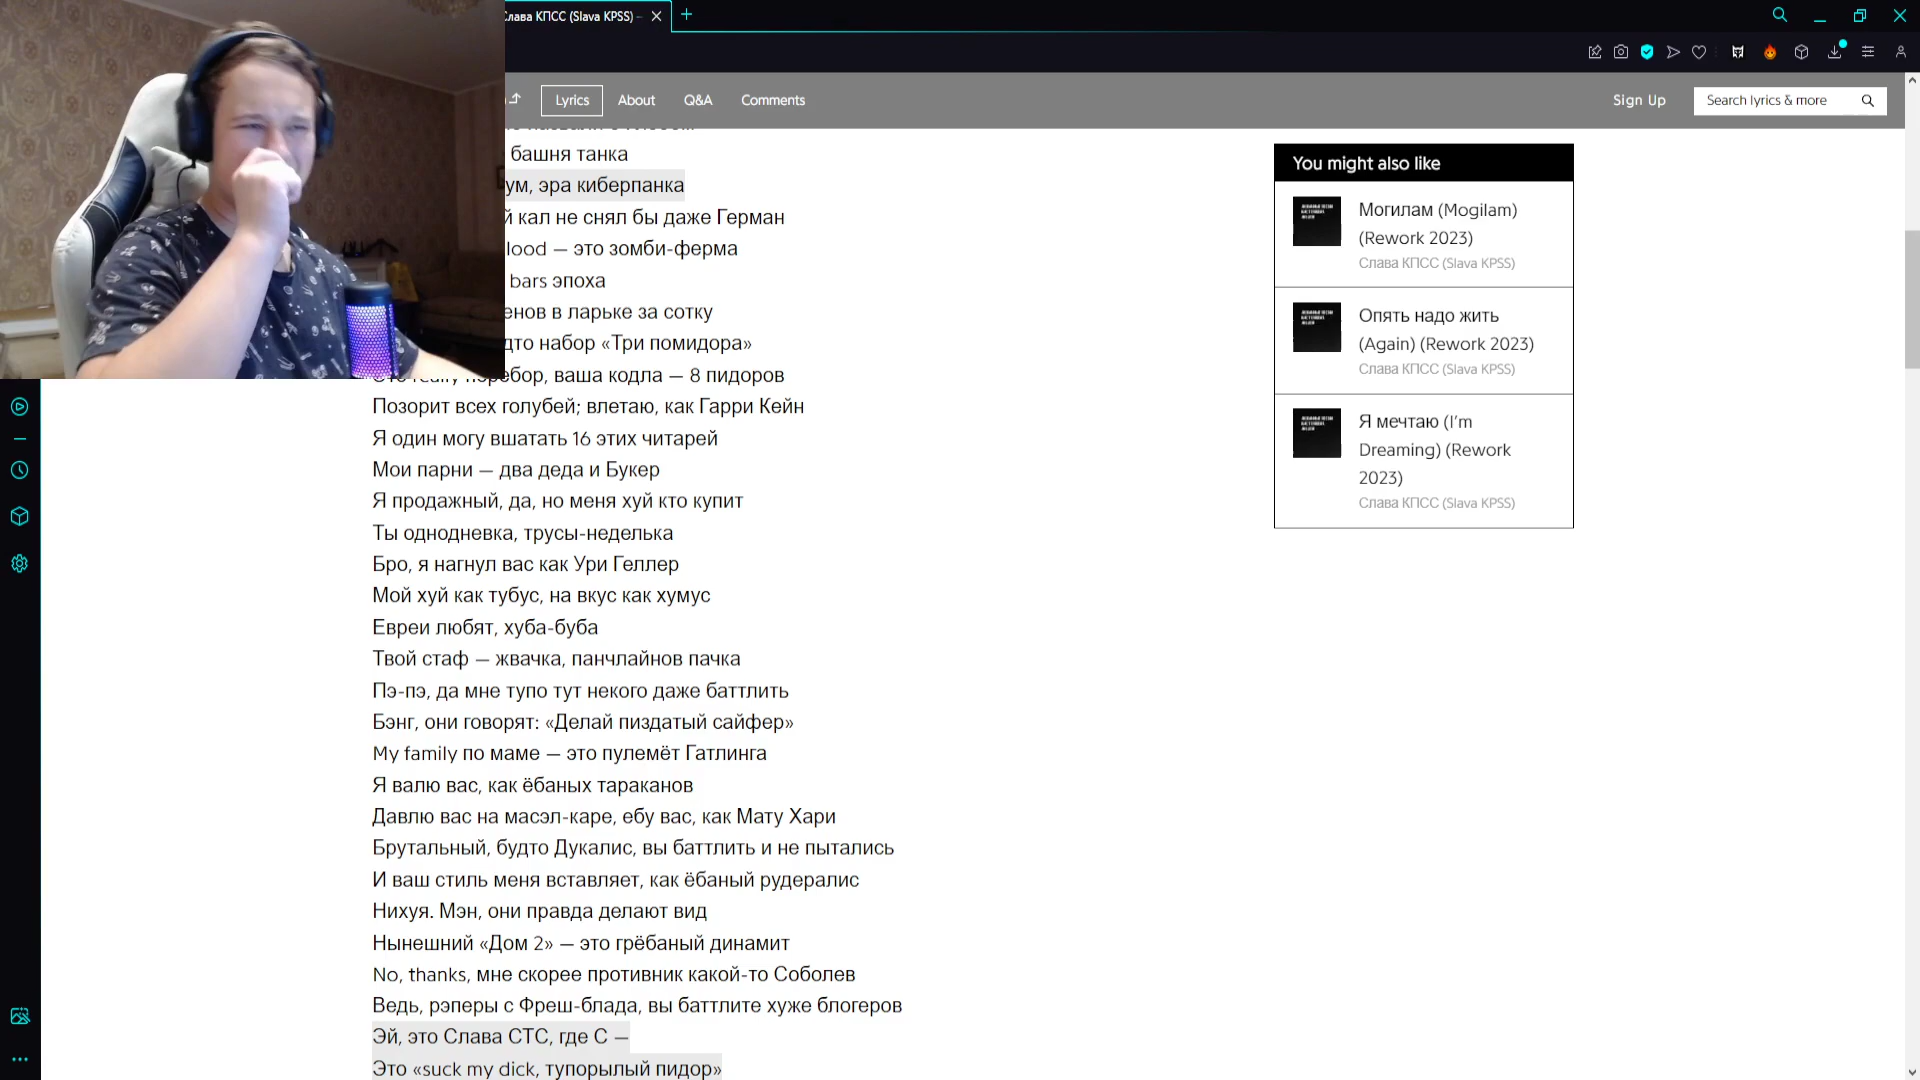 Слава КПСС (Slava KPSS) –
Lyrics
About
Q&A
Comments
Sign Up
Search lyrics & more
башня танка
ум, эра киберпанка
й кал не снял бы даже Герман
lood — это зомби-ферма
bars эпоха
енов в ларьке за сотку
дто набор «Три помидора»
ребор, ваша кодла — 8 пидоров
Позорит всех голубей; влетаю, как Гарри Кейн
Я один могу вшатать 16 этих читарей
Мои парни — два деда и Букер
Я продажный, да, но меня хуй кто купит
Ты однодневка, трусы-неделька
Бро, я нагнул вас как Ури Геллер
Мой хуй как тубус, на вкус как хумус
Евреи любят, хуба-буба
Твой стаф — жвачка, панчлайнов пачка
Пэ-пэ, да мне тупо тут некого даже баттлить
Бэнг, они говорят: «Делай пиздатый сайфер»
My family по маме — это пулемёт Гатлинга
Я валю вас, как ёбаных тараканов
Давлю вас на масэл-каре, ебу вас, как Мату Хари
Брутальный, будто Дукалис, вы баттлить и не пытались
И ваш стиль меня вставляет, как ёбаный рудералис
Нихуя. Мэн, они правда делают вид
Нынешний «Дом 2» — это грёбаный динамит
No, thanks, мне скорее противник какой-то Соболев
Ведь, рэперы с Фреш-блада, вы баттлите хуже блогеров
Эй, это Слава СТС, где С —
Это «suck my dick, тупорылый пидор»
You might also like
Могилам (Mogilam)
(Rework 2023)
Слава КПСС (Slava KPSS)
Опять надо жить
(Again) (Rework 2023)
Слава КПСС (Slava KPSS)
Я мечтаю (I'm
Dreaming) (Rework
2023)
Слава КПСС (Slava KPSS)